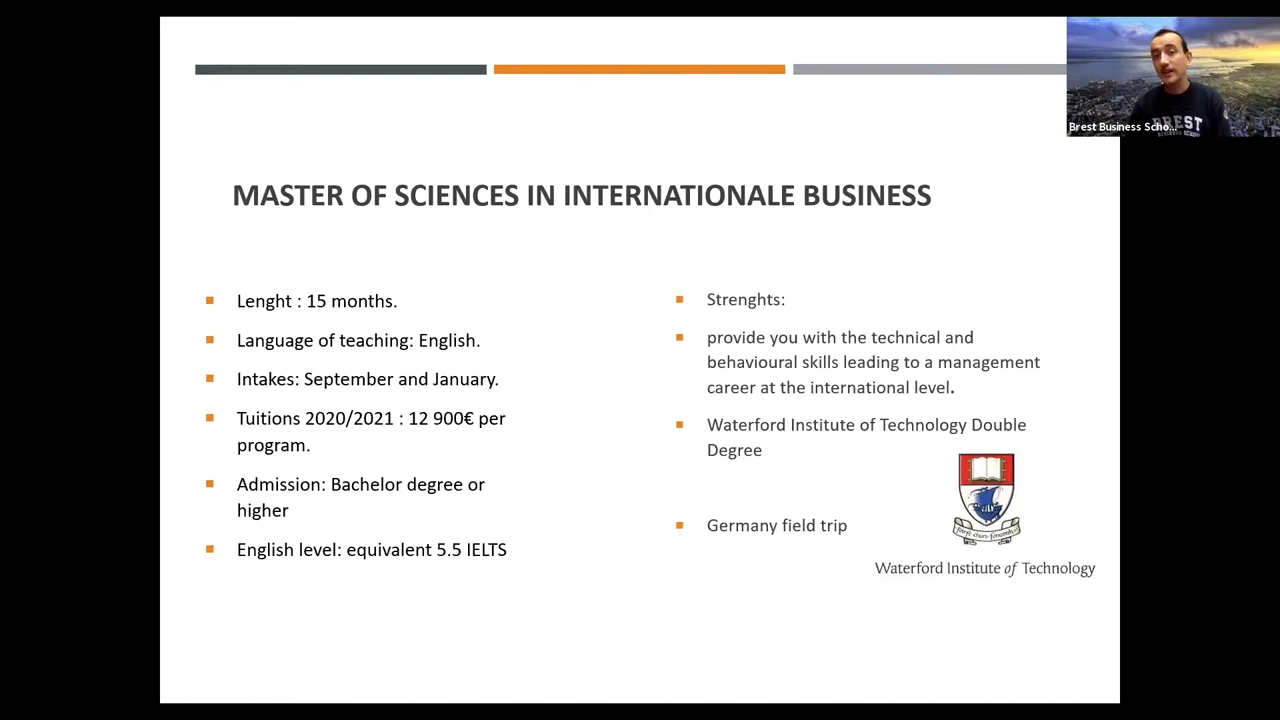 MASTER OF SCIENCES IN INTERNATIONALE BUSINESS
Lenght : 15 months.
Language of teaching: English.
Intakes: September and January.
Tuitions 2020/2021 : 12 900€ per
program.
Admission: Bachelor degree or
higher
English level: equivalent 5.5 IELTS
Strenghts:
provide you with the technical and
behavioural skills leading to a management
career at the international level.
Waterford Institute of Technology Double
Degree
Germany field trip
Waterford Institute of Technology
BREST
BUSINESS SCHOOL
Brest Business Scho...